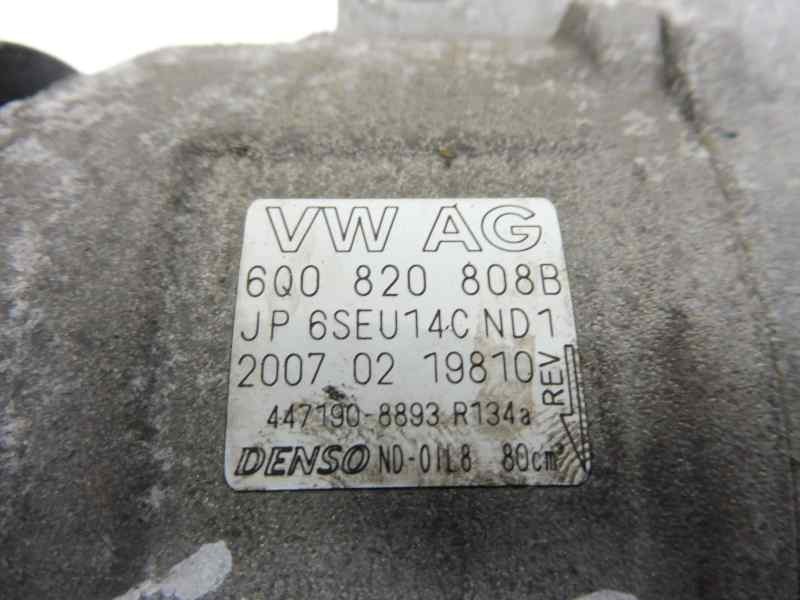 VW AG
6Q0 820 808B
JP 6SEU14C ND1
2007 02 19810
REV
447190-8893 R134a
DENSO ND-OIL8 80cm³